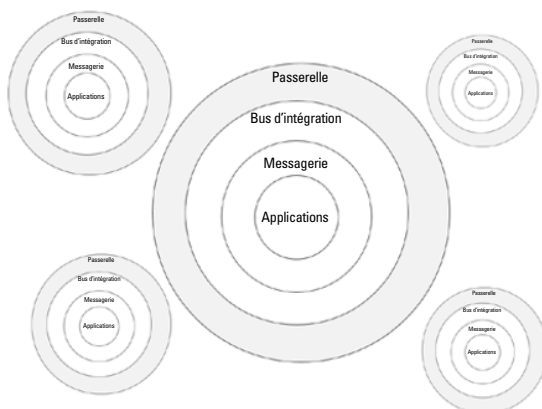 Passerelle
Bus d'intégration
Messagerie
Applications
Passerelle
Bus d'intégration
Messagerie
Applications
Passerelle
Bus d'intégration
Messagerie
Applications
Passerelle
Bus d'intégration
Messagerie
Applications
Passerelle
Bus d'intégration
Messagerie
Applications